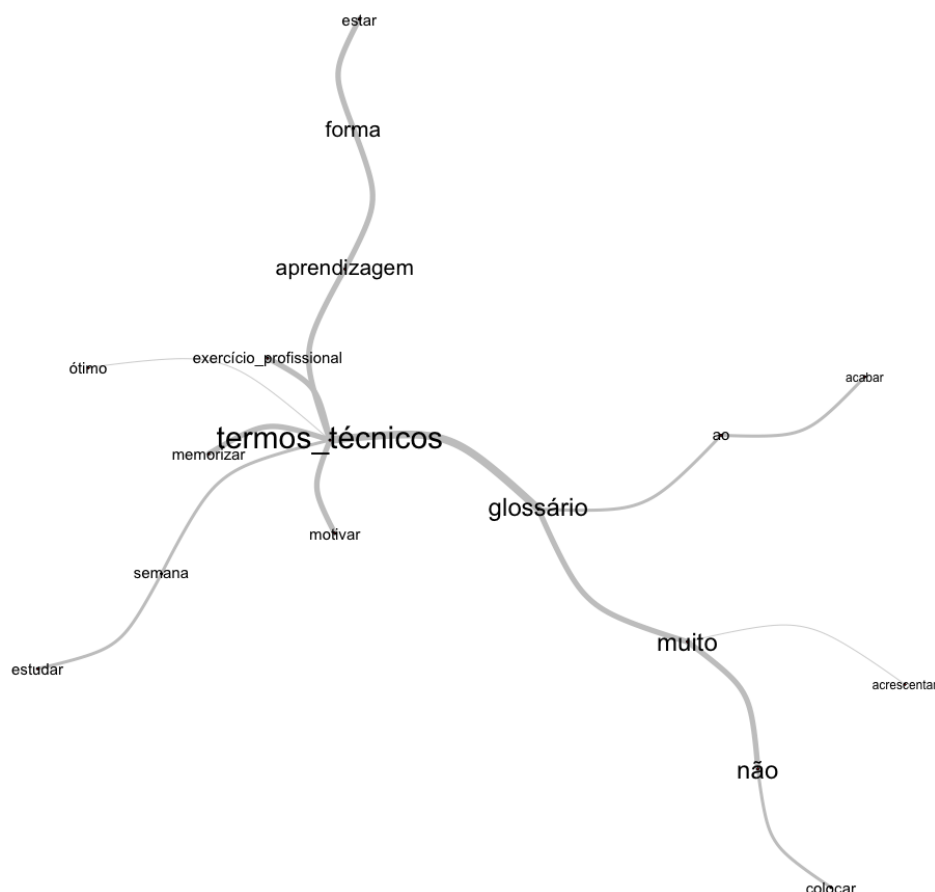 estar
forma
aprendizagem
exercício_profissional
ótimo
acabar
ao
termos_técnicos
memorizar
glossário
motivar
semana
muito
estudar
acrescentar
não
colocar